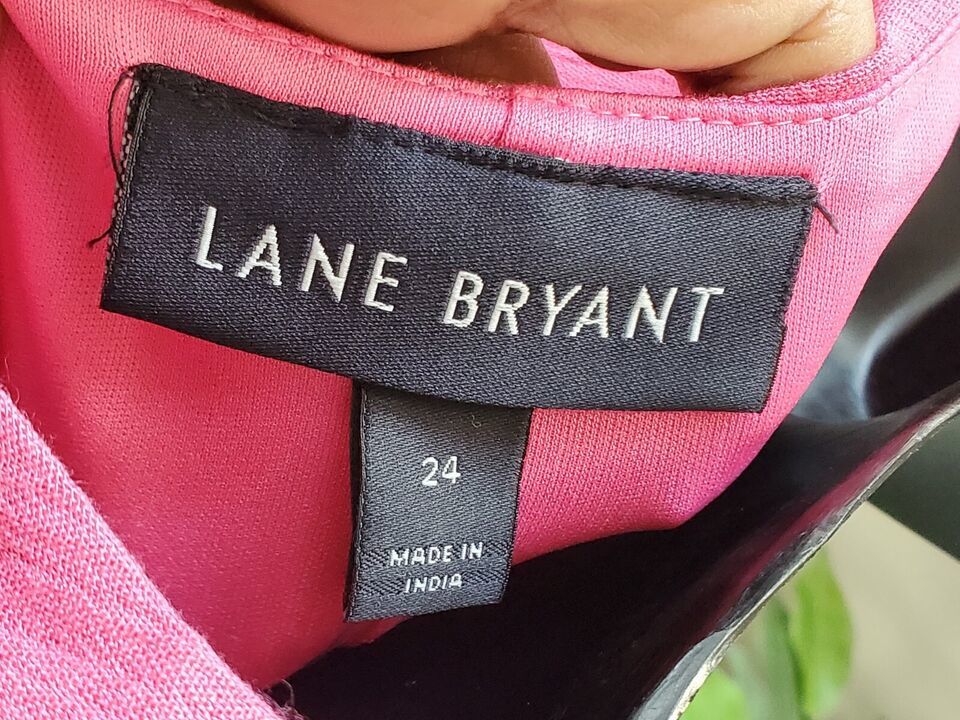 LANE BRYANT
24
MADE IN
INDIA